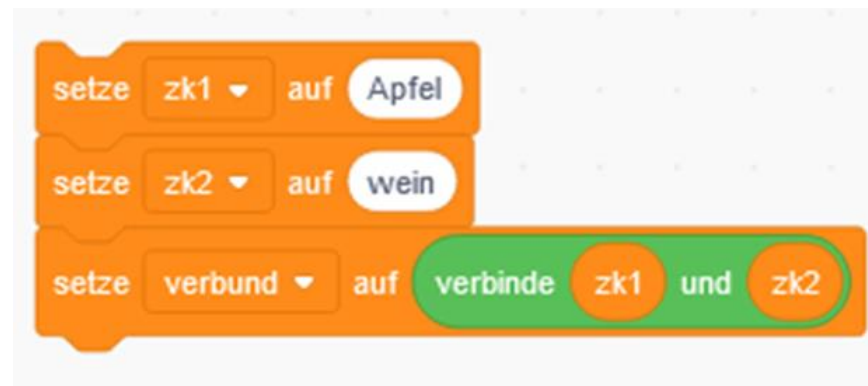 setze zk1 auf Apfel
setze zk2 auf wein
setze verbund auf verbinde zk1 und zk2